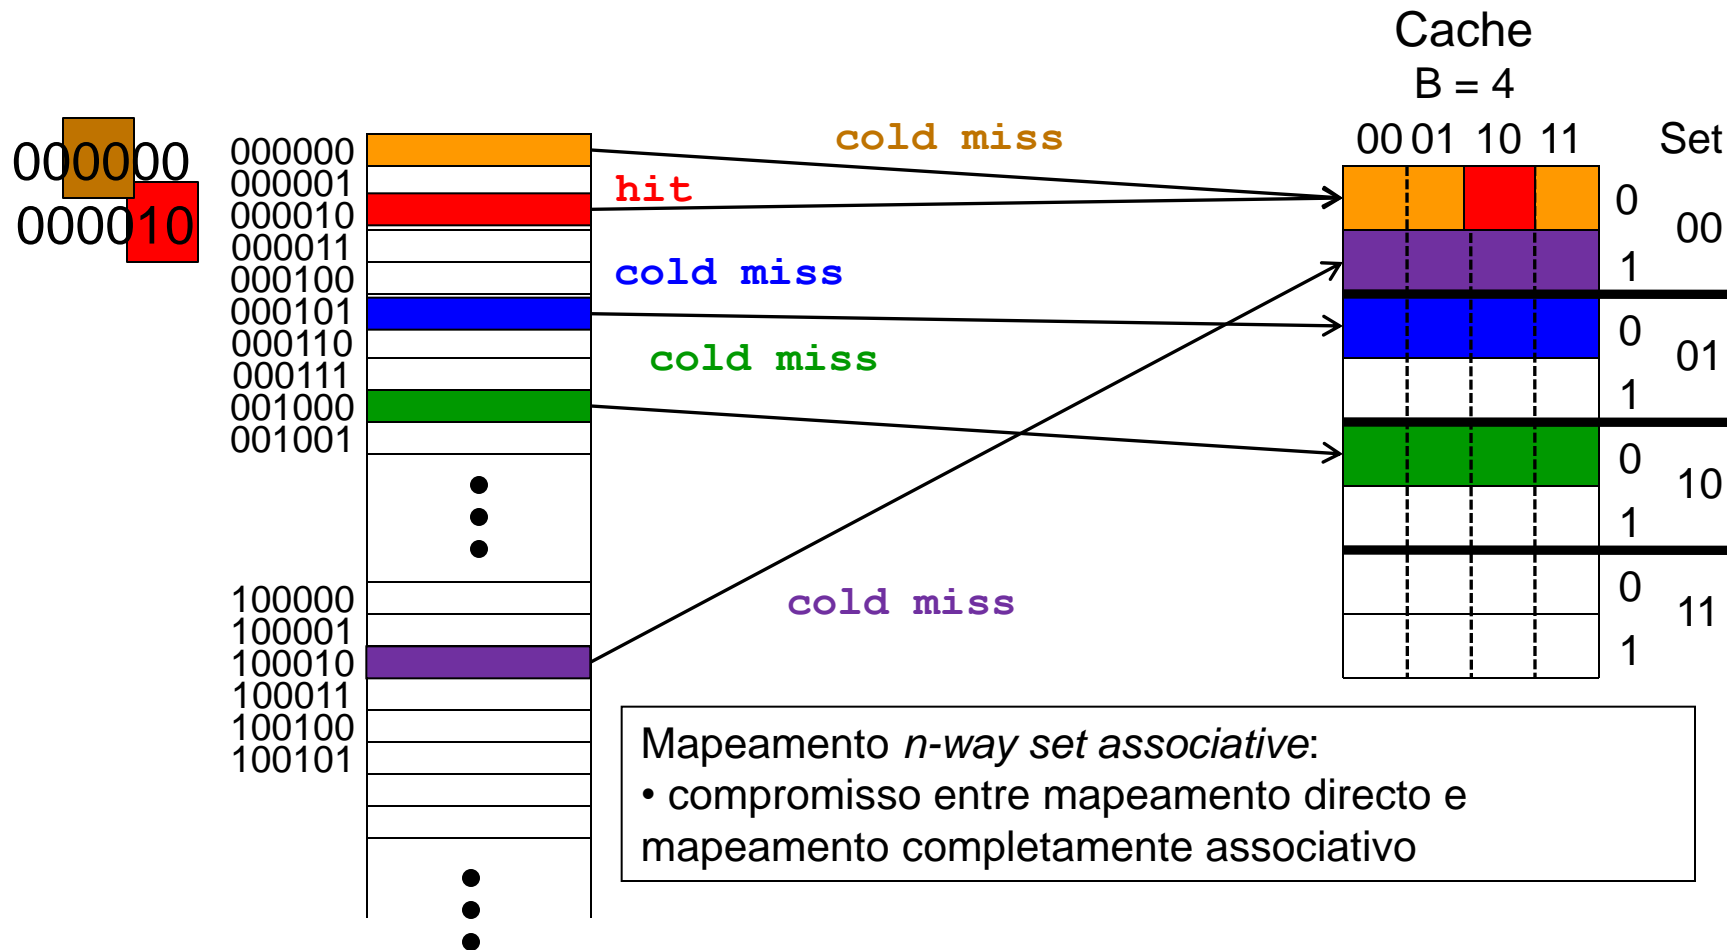 Cache
B = 4
00 01 10 11 Set
000000
000010
000000
000001
000010
000011
000100
000101
000110
000111
001000
001001
100000
100001
100010
100011
100100
100101
cold miss
hit
cold miss
cold miss
cold miss
0
1
00
0
1
01
0
1
10
0
1
11
Mapeamento n-way set associative:
• compromisso entre mapeamento directo e
mapeamento completamente associativo